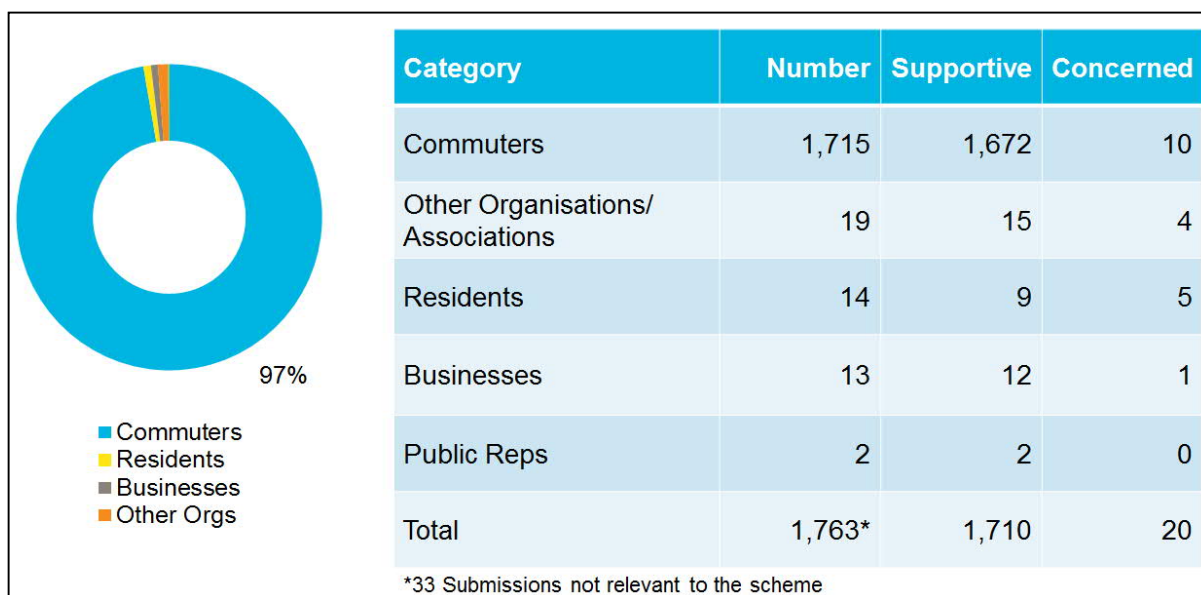 97%
Commuters
Residents
Businesses
Other Orgs
Category Number Supportive Concerned
Commuters 1,715 1,672 10
Other Organisations/
Associations 19 15 4
Residents 14 9 5
Businesses 13 12 1
Public Reps 2 2 0
Total 1,763* 1,710 20
*33 Submissions not relevant to the scheme